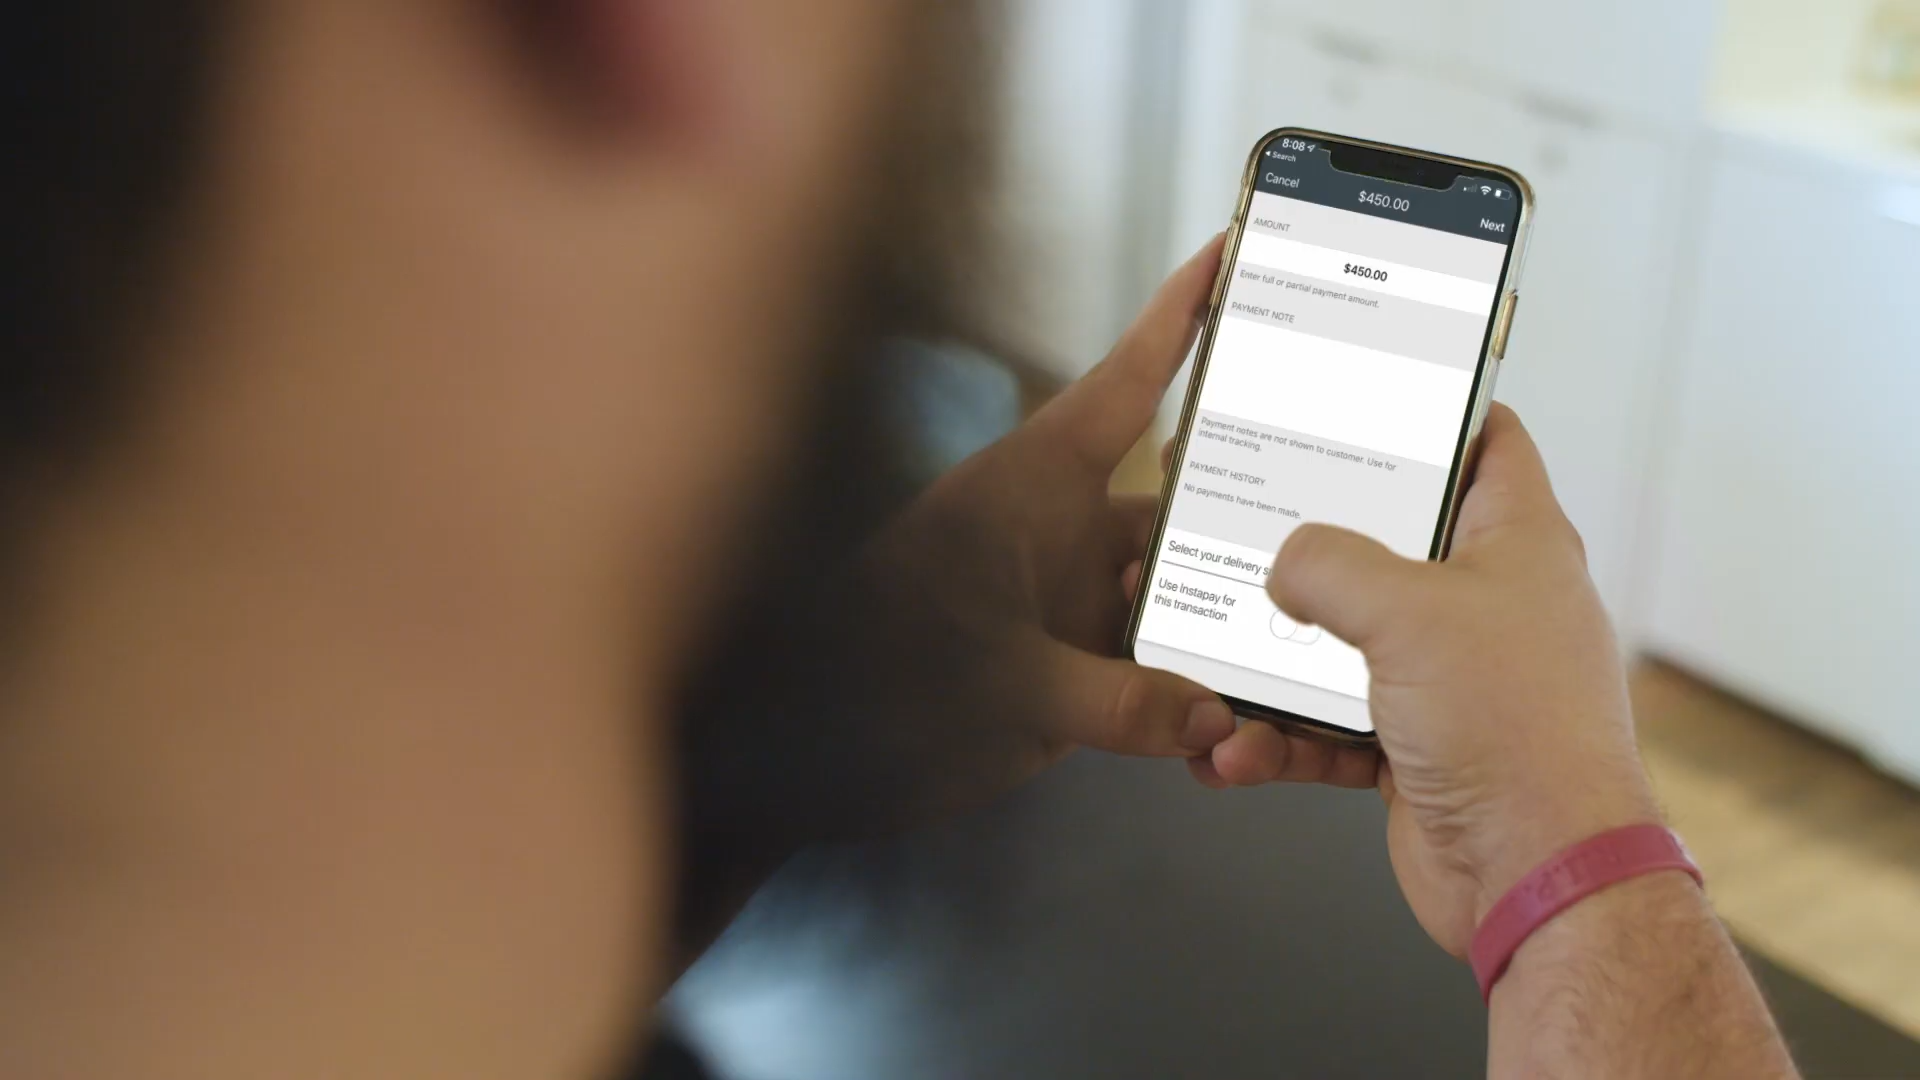 8:08
Search
Cancel
$450.00
Next
AMOUNT
$450.00
Enter full or partial payment amount.
PAYMENT NOTE
Payment notes are not shown to customer. Use for
internal tracking.
PAYMENT HISTORY
No payments have been made.
Select your delivery
Use Instapay for
this transaction